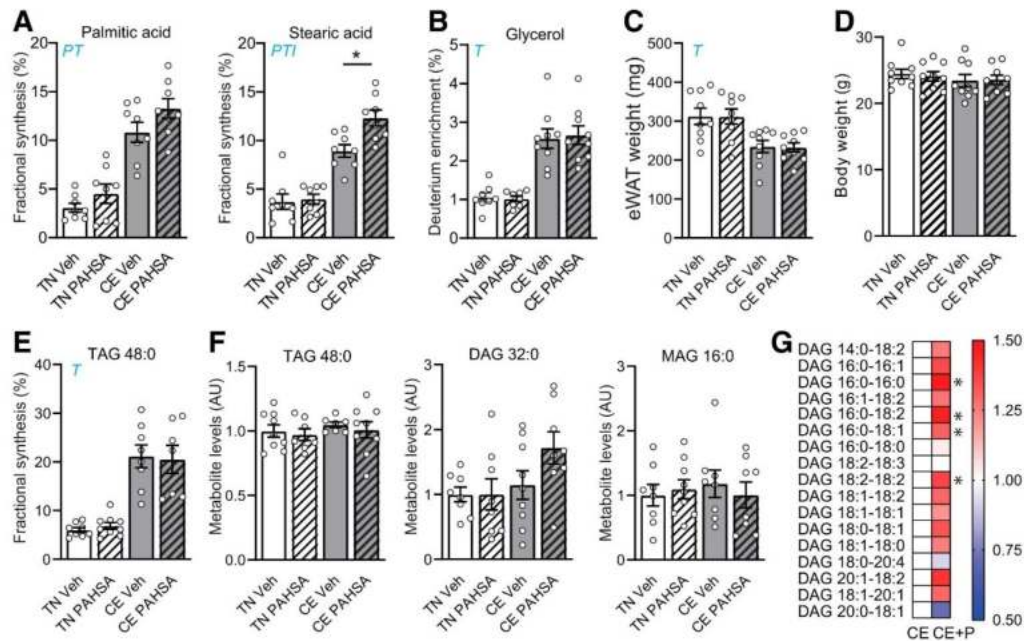 A
Palmitic acid
PT
Fractional synthesis (%)
20
15
10
5
0
TN Veh
TN PAHSA
CE Veh
CE PAHSA
Stearic acid
PTI
*
Fractional synthesis (%)
20
15
10
5
0
TN Veh
TN PAHSA
CE Veh
CE PAHSA
B
Glycerol
T
Deuterium enrichment (%)
5
4
3
2
1
0
TN Veh
TN PAHSA
CE Veh
CE PAHSA
C
T
eWAT weight (mg)
500
400
300
200
100
0
TN Veh
TN PAHSA
CE Veh
CE PAHSA
D
Body weight (g)
30
20
10
0
TN Veh
TN PAHSA
CE Veh
CE PAHSA
E
TAG 48:0
T
Fractional synthesis (%)
40
30
20
10
0
TN Veh
TN PAHSA
CE Veh
CE PAHSA
F
TAG 48:0
Metabolite levels (AU)
1.5
1.0
0.5
0.0
TN Veh
TN PAHSA
CE Veh
CE PAHSA
DAG 32:0
Metabolite levels (AU)
3
2
1
0
TN Veh
TN PAHSA
CE Veh
CE PAHSA
MAG 16:0
Metabolite levels (AU)
3
2
1
0
TN Veh
TN PAHSA
CE Veh
CE PAHSA
G
DAG 14:0-18:2
DAG 16:0-16:1
DAG 16:0-16:0 *
DAG 16:1-18:2
DAG 16:0-18:2 *
DAG 16:0-18:1 *
DAG 16:0-18:0
DAG 18:2-18:3
DAG 18:2-18:2 *
DAG 18:1-18:2
DAG 18:1-18:1
DAG 18:0-18:1
DAG 18:1-18:0
DAG 18:0-20:4
DAG 20:1-18:2
DAG 18:1-20:1
DAG 20:0-18:1
CE CE+P
1.50
1.25
1.00
0.75
0.50